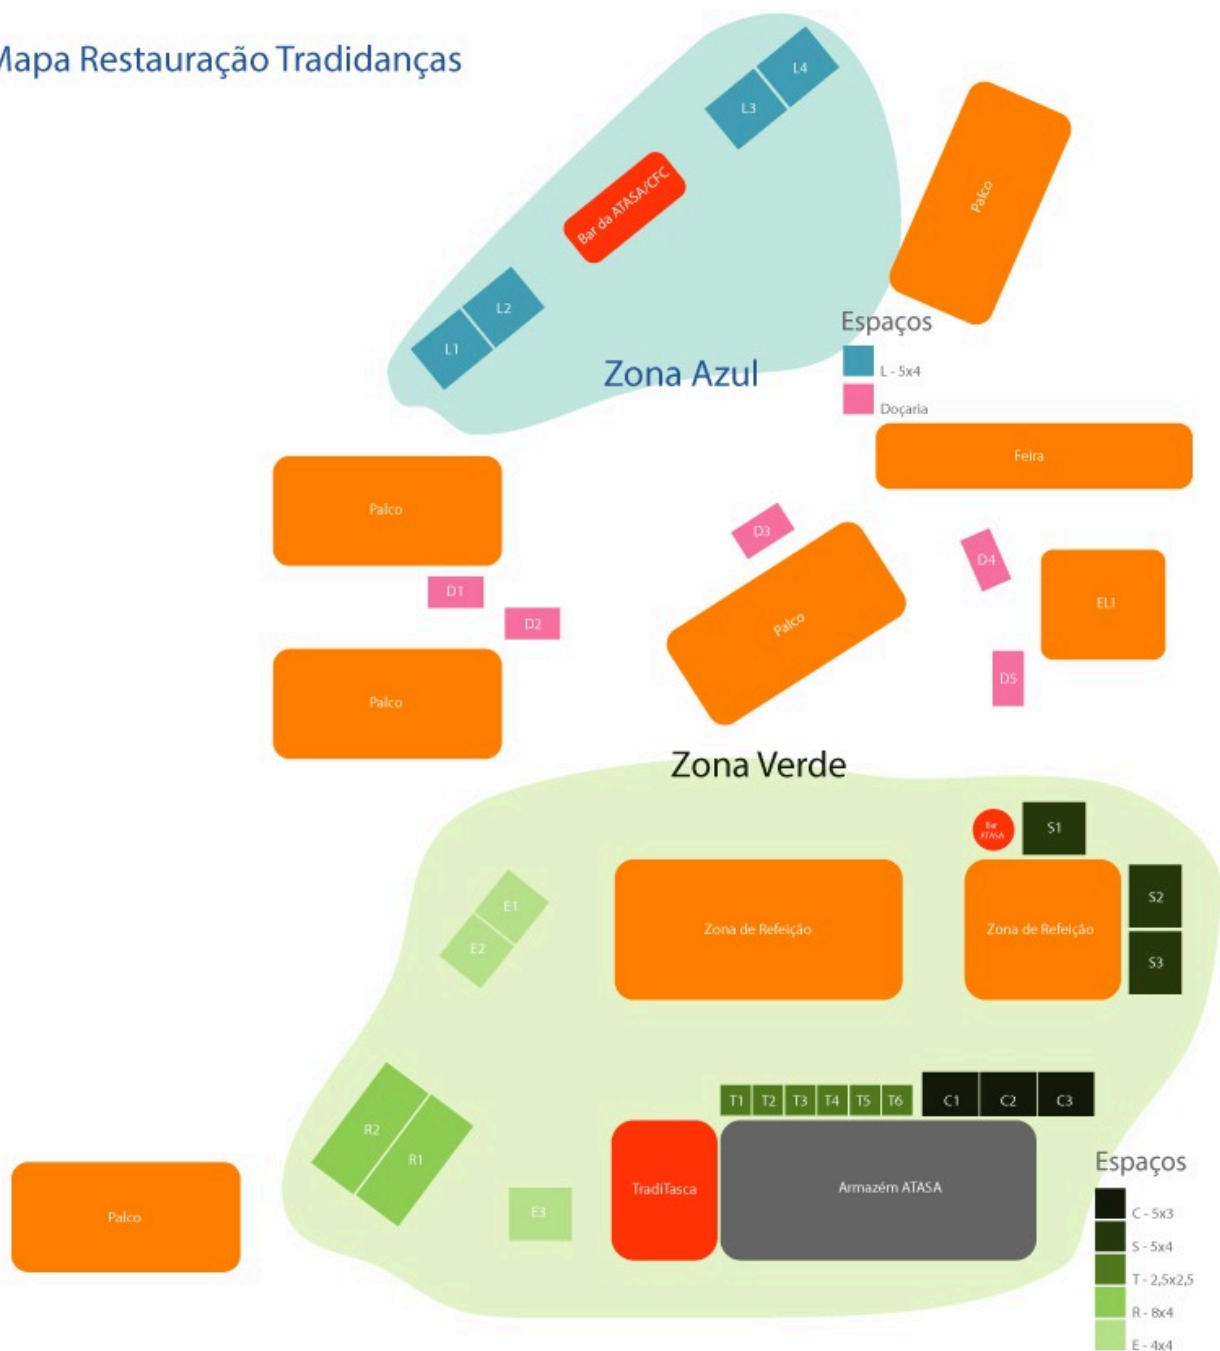 Mapa Restauração Tradidanças
L4
L3
Palco
Bar da ATASA/CFC
L2
L1
Espaços
Zona Azul
L - 5x4
Doçaria
Feira
Palco
D3
D4
D1
ELI
D2
Palco
D5
Palco
Zona Verde
Bar
ATASA
S1
S2
E1
Zona de Refeição
Zona de Refeição
E2
S3
T1
T2
T3
T4
T5
T6
C1
C2
C3
R2
R1
Espaços
TradiTasca
Armazém ATASA
E3
Palco
C - 5x3
S - 5x4
T - 2,5x2,5
R - 8x4
E - 4x4